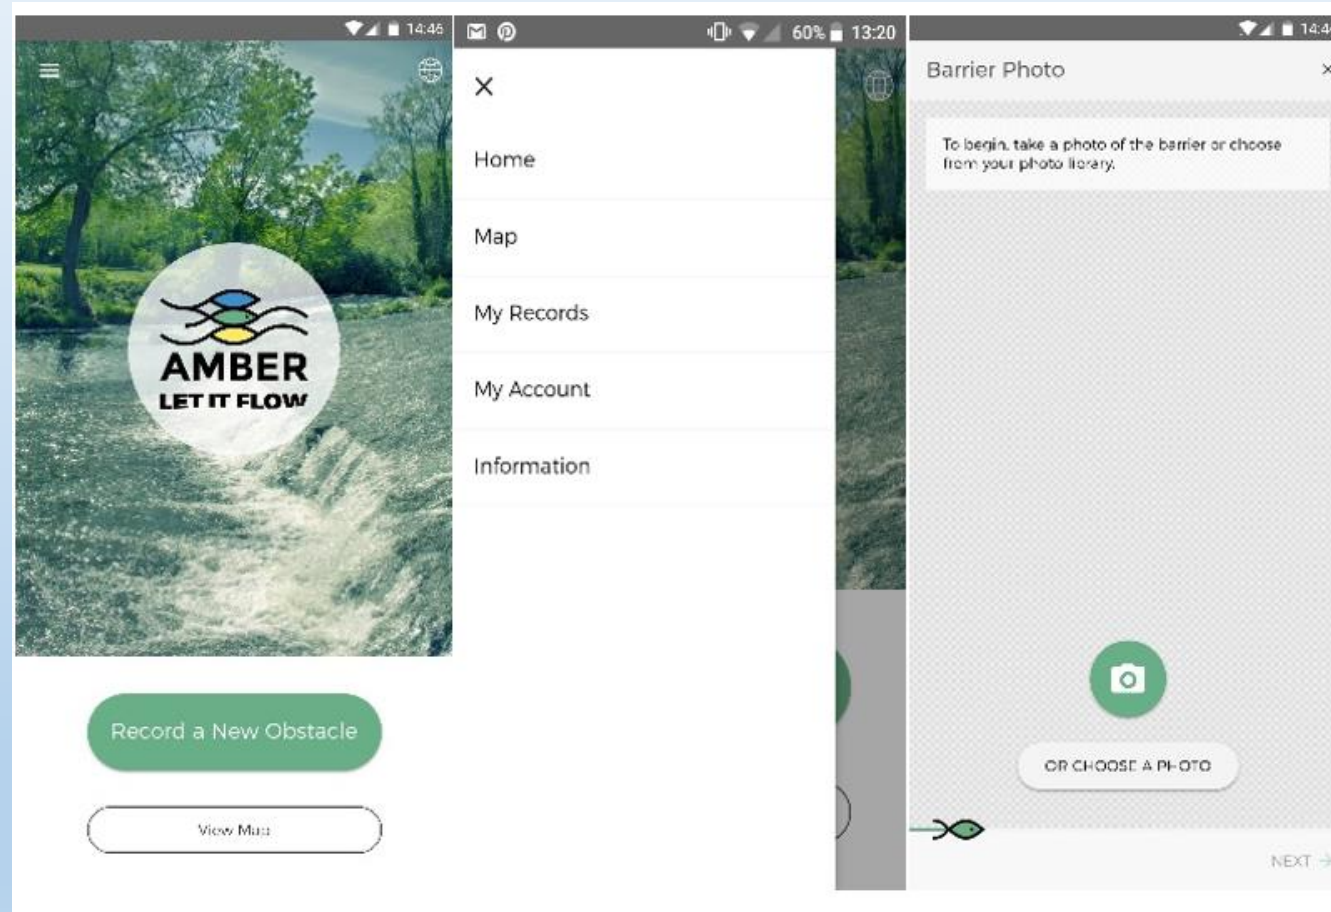 14:46
AMBER
LET IT FLOW
Record a New Obstacle
View Map
60% 13:20
Home
Map
My Records
My Account
Information
Barrier Photo
To begin, take a photo of the barrier or choose
from your photo library.
OR CHOOSE A PHOTO
NEXT